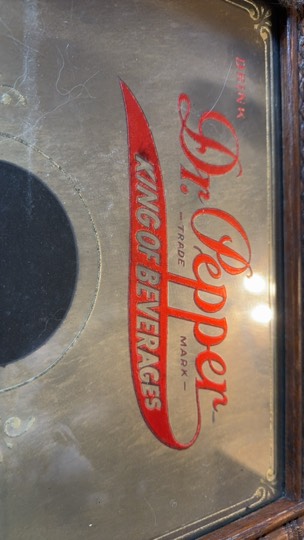 DRINK
Dr. Pepper
— TRADE MARK —
KING OF BEVERAGES